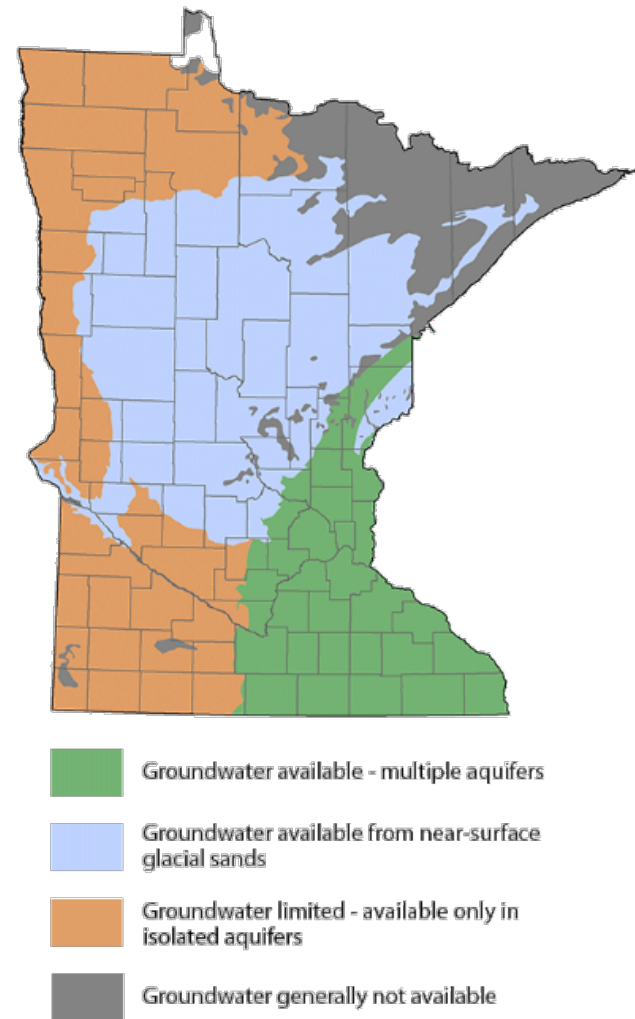 Groundwater available - multiple aquifers
Groundwater available from near-surface
glacial sands
Groundwater limited - available only in
isolated aquifers
Groundwater generally not available